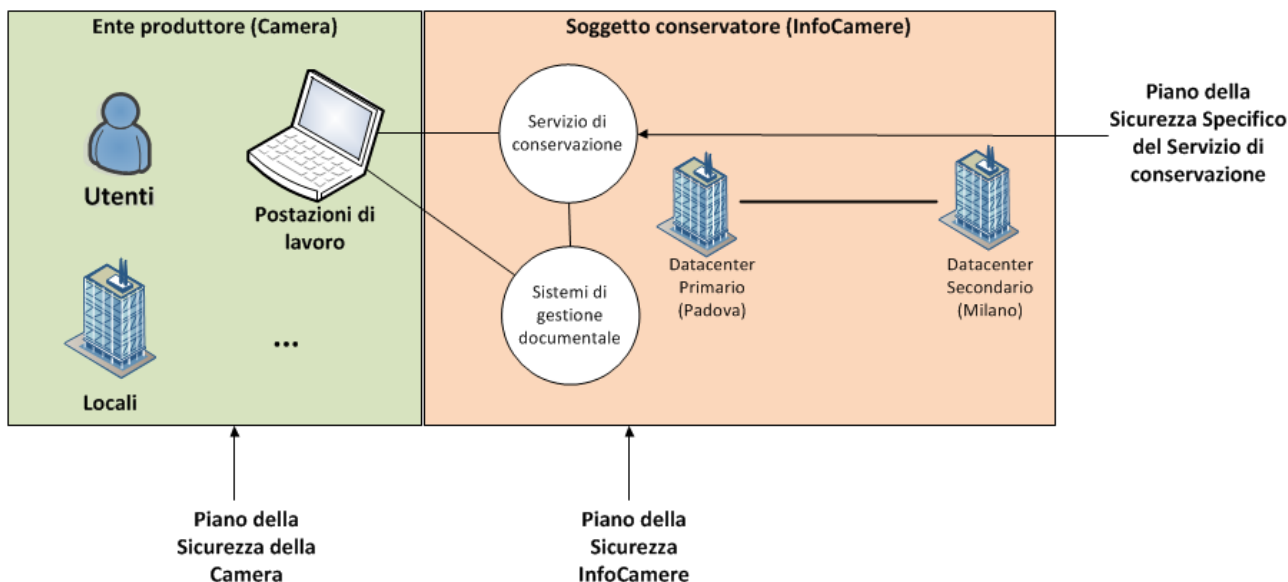 Ente produttore (Camera)
Soggetto conservatore (InfoCamere)
Utenti
Postazioni di
lavoro
Locali
...
Servizio di
conservazione
Sistemi di
gestione
documentale
Datacenter
Primario
(Padova)
Datacenter
Secondario
(Milano)
Piano della
Sicurezza Specifico
del Servizio di
conservazione
Piano della
Sicurezza della
Camera
Piano della
Sicurezza
InfoCamere